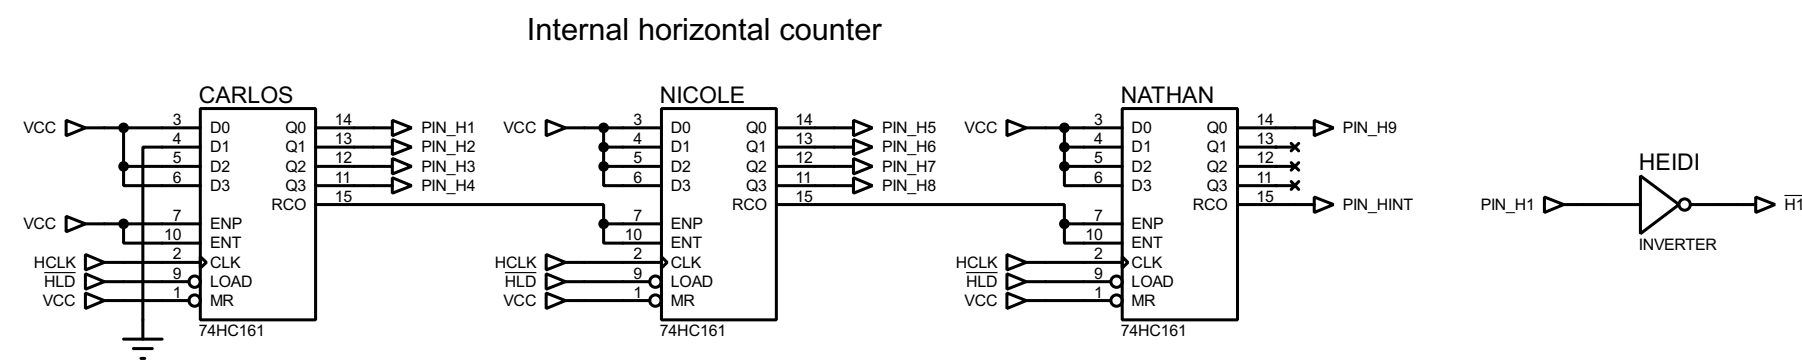 Internal horizontal counter
CARLOS NICOLE NATHAN
VCC 3 D0 Q0 14 PIN_H1 VCC 3 D0 Q0 14 PIN_H5 VCC 3 D0 Q0 14 PIN_H9
4 D1 Q1 13 PIN_H2 4 D1 Q1 13 PIN_H6 4 D1 Q1 13
5 D2 Q2 12 PIN_H3 5 D2 Q2 12 PIN_H7 5 D2 Q2 12 HEIDI
6 D3 Q3 11 PIN_H4 6 D3 Q3 11 PIN_H8 6 D3 Q3 11
RCO 15 RCO 15 RCO 15 PIN_HINT PIN_H1 H1
VCC 7 ENP 7 ENP 7 ENP
10 ENT 10 ENT 10 ENT INVERTER
HCLK 2 CLK HCLK 2 CLK HCLK 2 CLK
HLD 9 LOAD HLD 9 LOAD HLD 9 LOAD
VCC 1 MR VCC 1 MR VCC 1 MR
74HC161 74HC161 74HC161